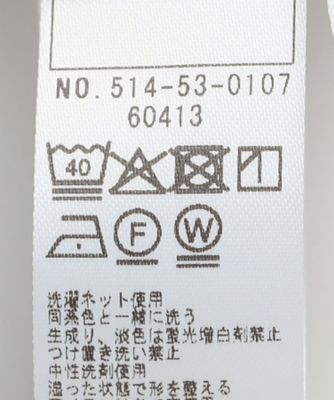 NO.514-53-0107
60413
40
F
W
洗濯ネット使用
同系色と一緒に洗う
生成り、淡色は蛍光増白剤禁止
つけ置き洗い禁止
中性洗剤使用
湿った状態で形を整える